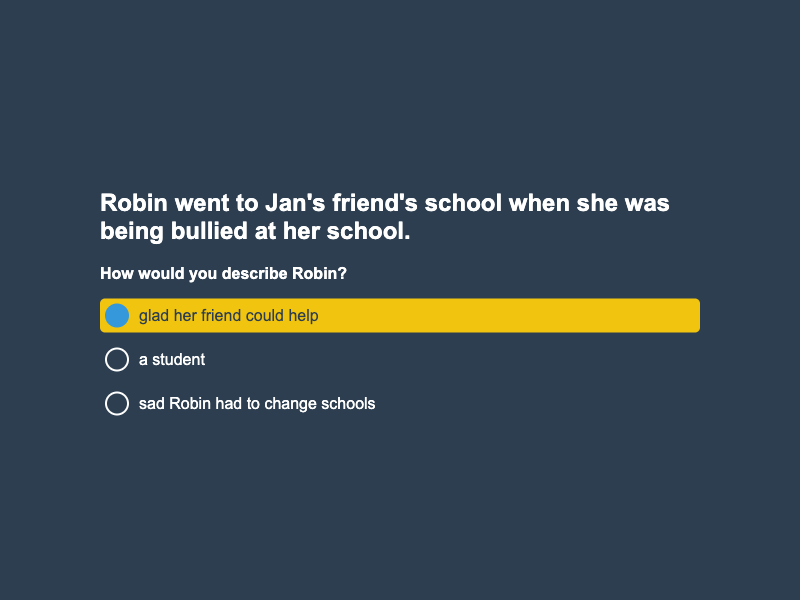 Robin went to Jan's friend's school when she was
being bullied at her school.
How would you describe Robin?
glad her friend could help
a student
sad Robin had to change schools